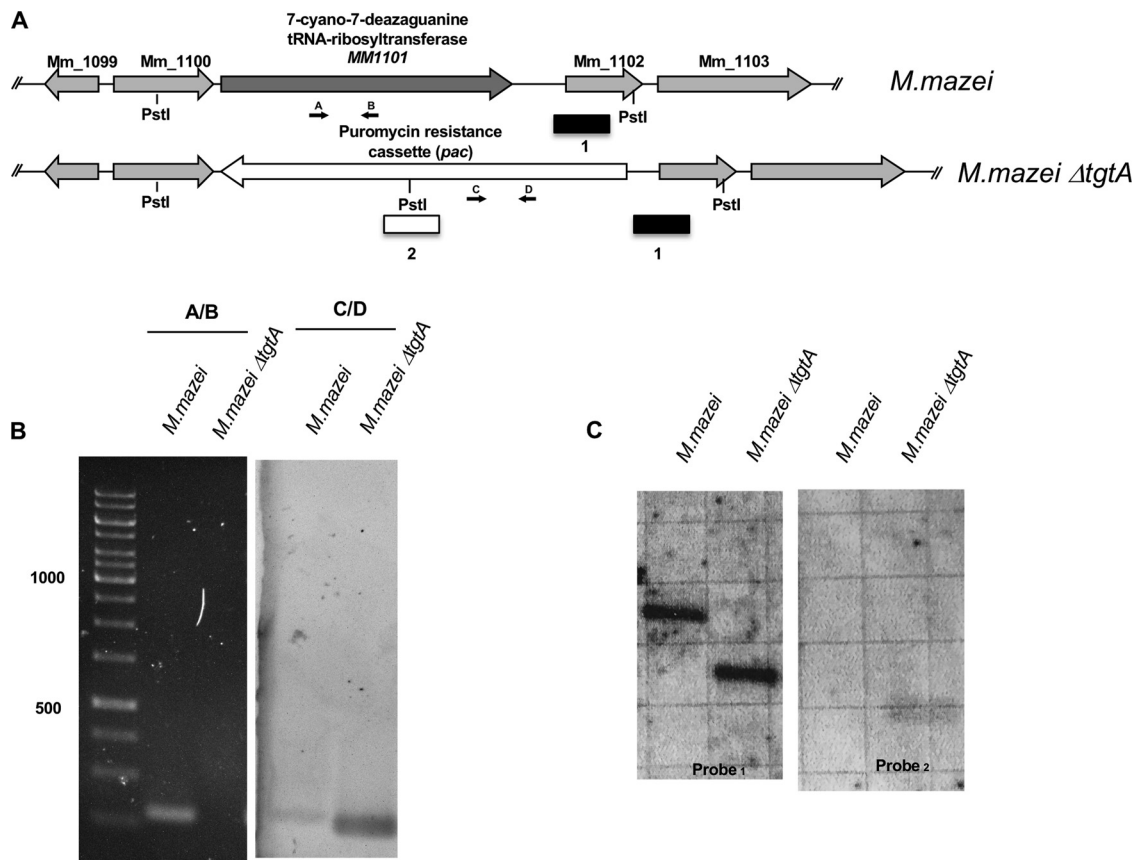 A
7-cyano-7-deazaguanine
tRNA-ribosyltransferase
MM1101
Mm_1099 Mm_1100 Mm_1102 Mm_1103
M.mazei
PstI PstI
A B
1
Puromycin resistance
cassette (pac)
M.mazei ΔtgtA
PstI PstI PstI
C D
2 1
A/B C/D
M.mazei M.mazei ΔtgtA M.mazei M.mazei ΔtgtA
B
1000
500
C
M.mazei M.mazei ΔtgtA M.mazei M.mazei ΔtgtA
Probe 1 Probe 2